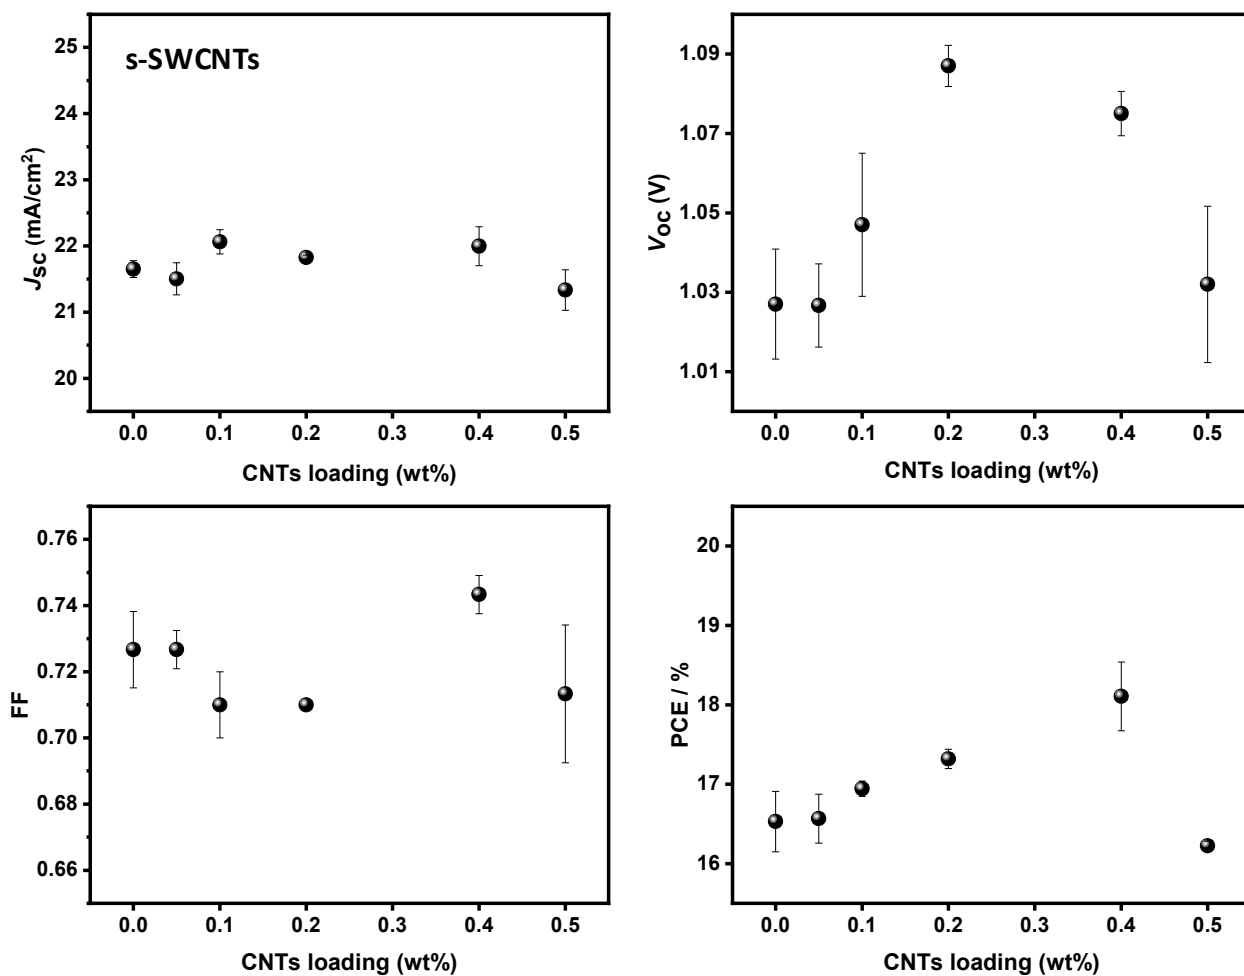 s-SWCNTs
25
24
23
22
21
20
J_SC (mA/cm²)
0.0 0.1 0.2 0.3 0.4 0.5
CNTs loading (wt%)
1.09
1.07
1.05
1.03
1.01
V_OC (V)
0.0 0.1 0.2 0.3 0.4 0.5
CNTs loading (wt%)
0.76
0.74
0.72
0.70
0.68
0.66
FF
0.0 0.1 0.2 0.3 0.4 0.5
CNTs loading (wt%)
20
19
18
17
16
PCE / %
0.0 0.1 0.2 0.3 0.4 0.5
CNTs loading (wt%)